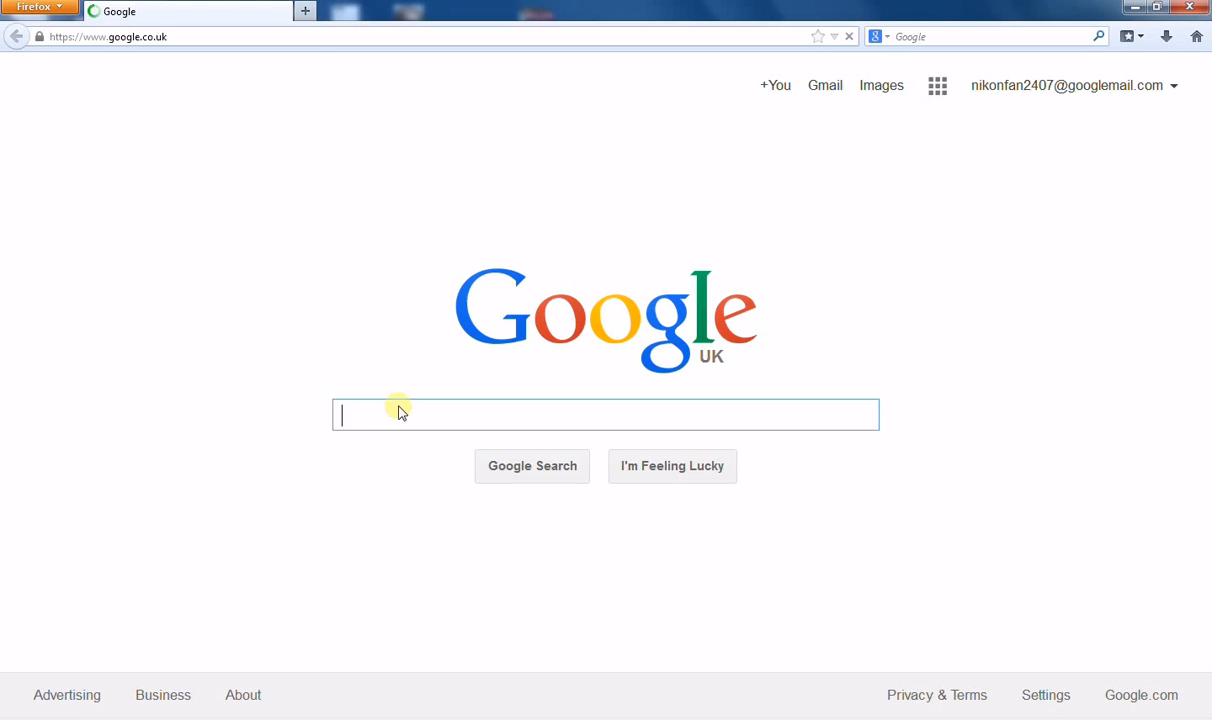 Firefox
Google
https://www.google.co.uk
Google
+You Gmail Images nikonfan2407@googlemail.com
Google
UK
Google Search I'm Feeling Lucky
Advertising Business About Privacy & Terms Settings Google.com